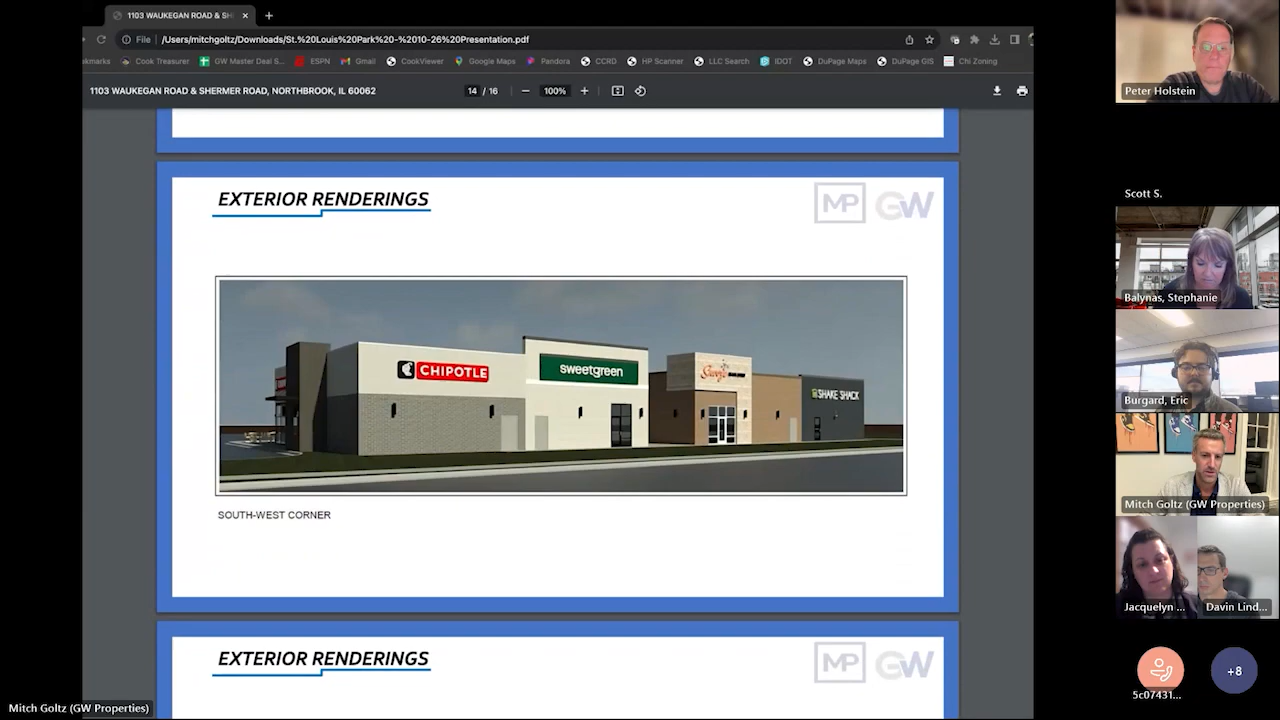 1103 WAUKEGAN ROAD & SH
File
/Users/mitchgoltz/Downloads/St.%20Louis%20Park%20-%2010-26%20Presentation.pdf
kmarks
Cook Treasurer
GW Master Deal S...
ESPN
Gmail
CookViewer
Google Maps
Pandora
CCRD
HP Scanner
LLC Search
IDOT
DuPage Maps
DuPage GIS
Chi Zoning
1103 WAUKEGAN ROAD & SHERMER ROAD, NORTHBROOK, IL 60062
14 / 16
100%
EXTERIOR RENDERINGS
MP GW
CHIPOTLE
sweetgreen
SHAKE SHACK
SOUTH-WEST CORNER
EXTERIOR RENDERINGS
MP GW
Peter Holstein
Scott S.
Balynas, Stephanie
Burgard, Eric
Mitch Goltz (GW Properties)
Jacquelyn ...
Davin Lind...
5c07431...
+8
Mitch Goltz (GW Properties)